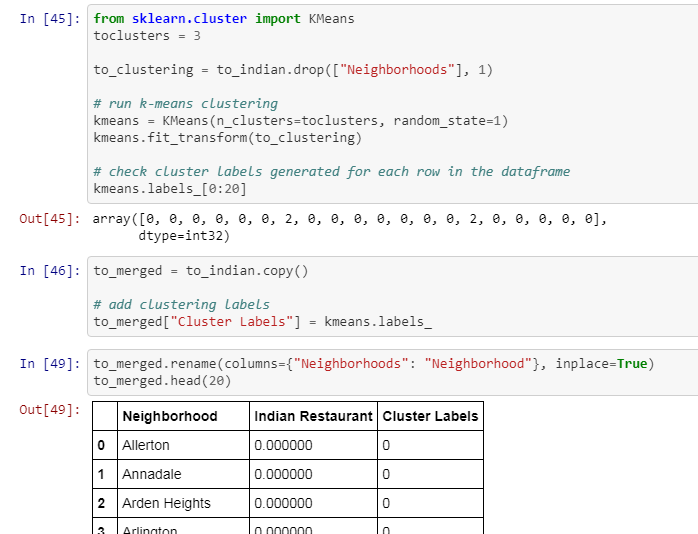 In [45]: from sklearn.cluster import KMeans
toclusters = 3
to_clustering = to_indian.drop(["Neighborhoods"], 1)
# run k-means clustering
kmeans = KMeans(n_clusters=toclusters, random_state=1)
kmeans.fit_transform(to_clustering)
# check cluster labels generated for each row in the dataframe
kmeans.labels_[0:20]
Out[45]: array([0, 0, 0, 0, 0, 0, 2, 0, 0, 0, 0, 0, 0, 0, 2, 0, 0, 0, 0, 0],
dtype=int32)
In [46]: to_merged = to_indian.copy()
# add clustering labels
to_merged["Cluster Labels"] = kmeans.labels_
In [49]: to_merged.rename(columns={"Neighborhoods": "Neighborhood"}, inplace=True)
to_merged.head(20)
Out[49]:
Neighborhood Indian Restaurant Cluster Labels
0 Allerton 0.000000 0
1 Annadale 0.000000 0
2 Arden Heights 0.000000 0
3 Arlington 0.000000 0